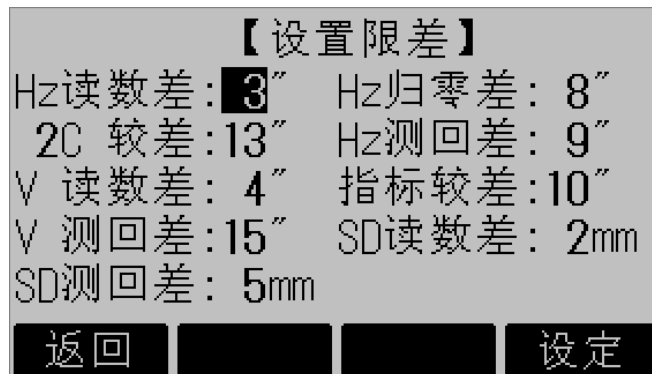 【设置限差】
Hz读数差: 3″ Hz归零差: 8″
2C 较差:13″ Hz测回差: 9″
V 读数差: 4″ 指标较差:10″
V 测回差:15″ SD读数差: 2mm
SD测回差: 5mm
返回 设定